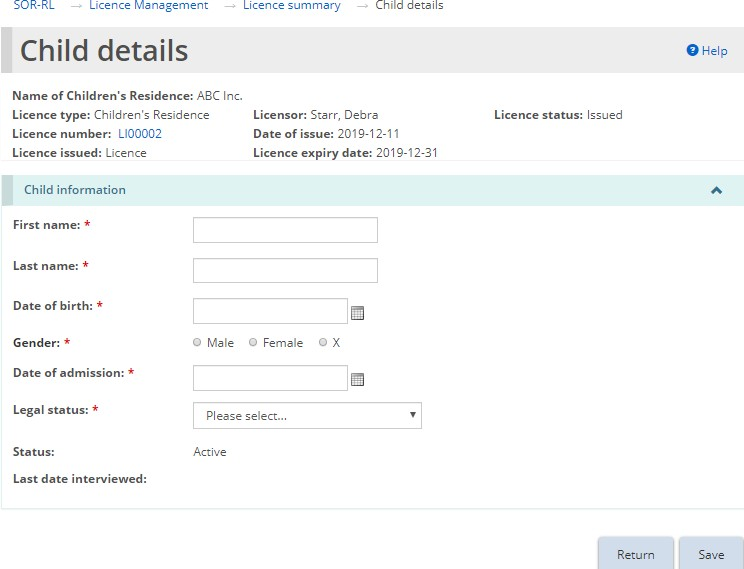 SOR-RL → Licence Management → Licence summary → Child details
Child details
Help
Name of Children's Residence: ABC Inc.
Licence type: Children's Residence Licensor: Starr, Debra Licence status: Issued
Licence number: LI00002 Date of issue: 2019-12-11
Licence issued: Licence Licence expiry date: 2019-12-31
Child information
First name: *
Last name: *
Date of birth: *
Gender: * Male Female X
Date of admission: *
Legal status: * Please select...
Status: Active
Last date interviewed:
Return Save